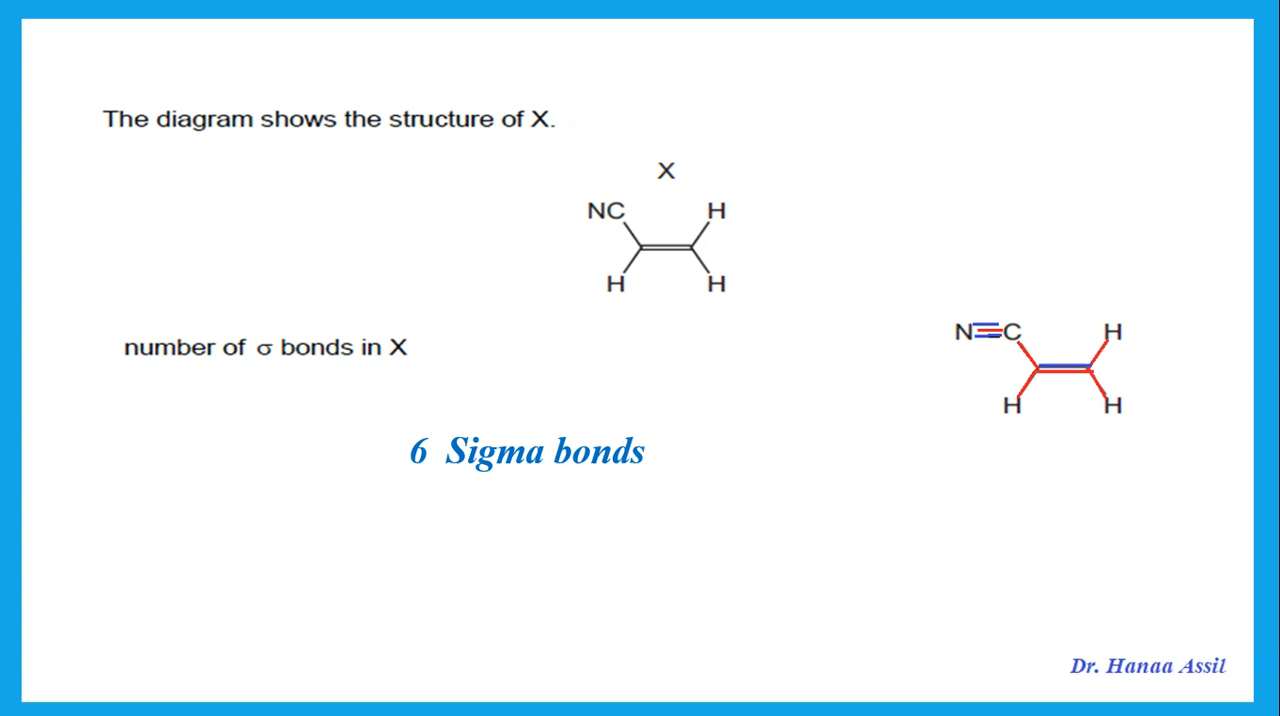 The diagram shows the structure of X.
X
NC H
H H
N C H
number of σ bonds in X
H H
6 Sigma bonds
Dr. Hanaa Assil